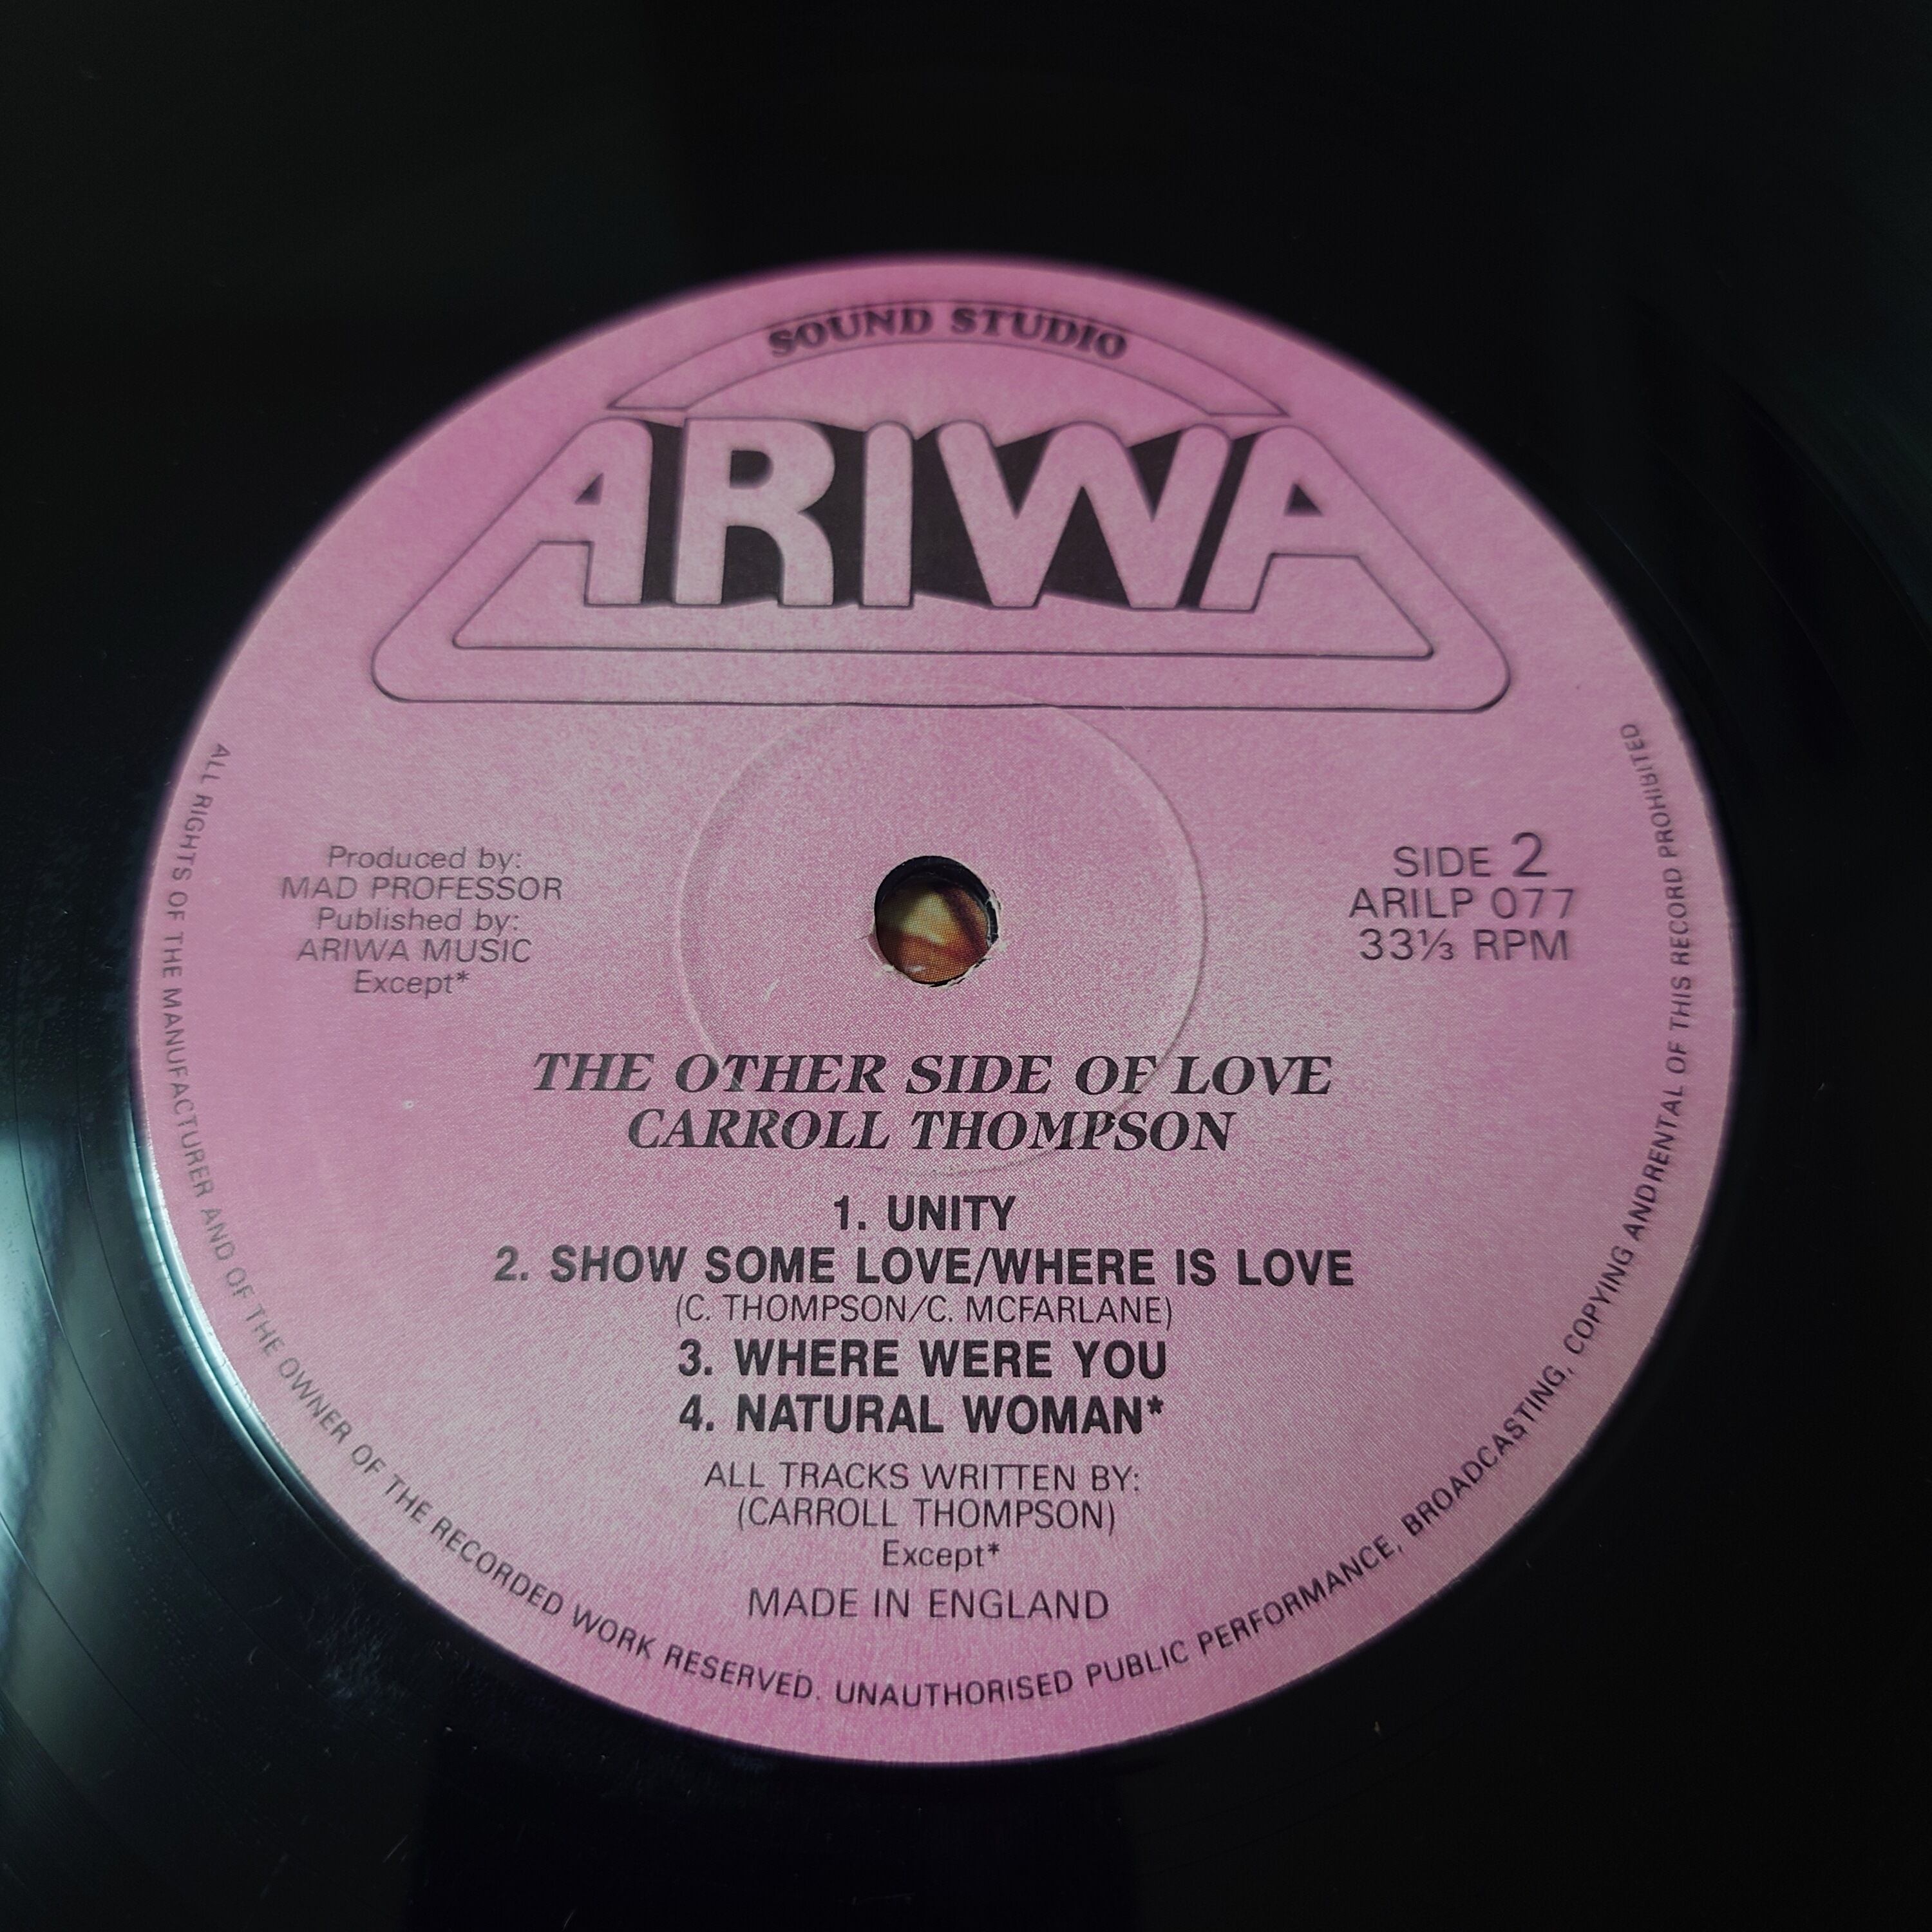 SOUND STUDIO
ARIWA
Produced by:
MAD PROFESSOR
Published by:
ARIWA MUSIC
Except*
SIDE 2
ARILP 077
33⅓ RPM
THE OTHER SIDE OF LOVE
CARROLL THOMPSON
1. UNITY
2. SHOW SOME LOVE/WHERE IS LOVE
(C. THOMPSON/C. MCFARLANE)
3. WHERE WERE YOU
4. NATURAL WOMAN*
ALL TRACKS WRITTEN BY:
(CARROLL THOMPSON)
Except*
MADE IN ENGLAND
ALL RIGHTS OF THE MANUFACTURER AND OF THE OWNER OF THE RECORDED WORK RESERVED. UNAUTHORISED PUBLIC PERFORMANCE, BROADCASTING, COPYING ANDRENTAL OF THIS RECORD PROHIBITED